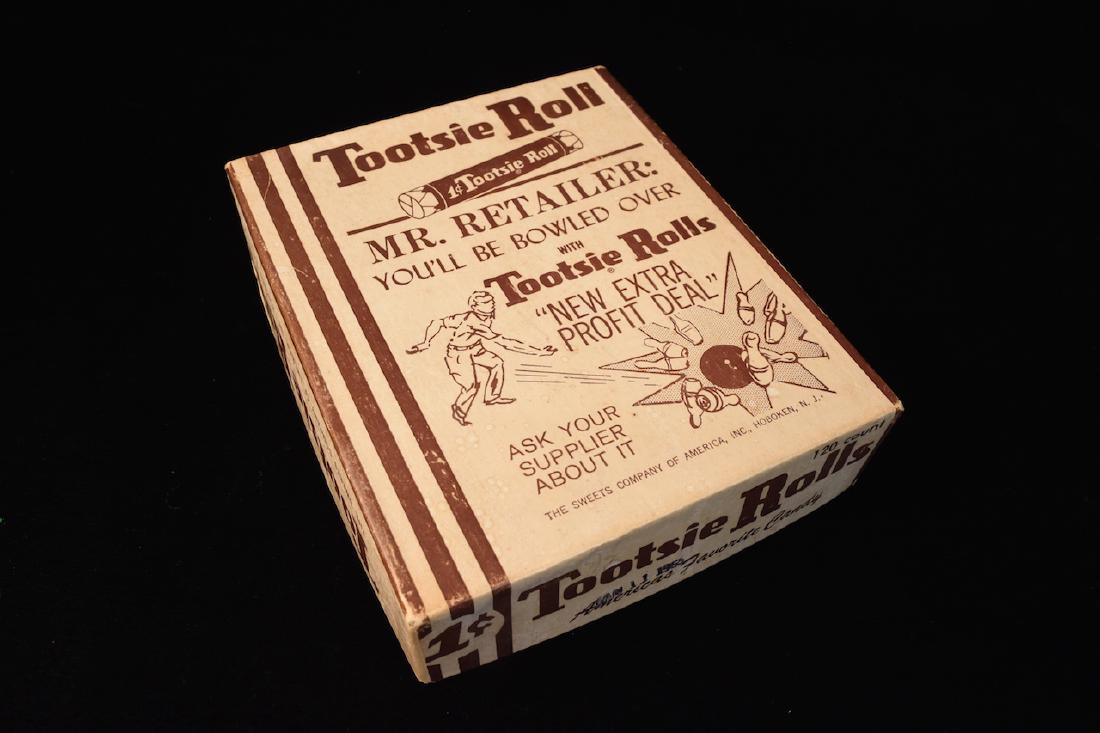 Tootsie Roll
1¢ Tootsie Roll
MR. RETAILER:
YOU'LL BE BOWLED OVER
WITH
Tootsie Rolls
"NEW EXTRA
PROFIT DEAL"
ASK YOUR
SUPPLIER
ABOUT IT
THE SWEETS COMPANY OF AMERICA, INC., HOBOKEN, N. J.
120 count
1¢ Tootsie Rolls
America's Favorite Candy
JAN 11